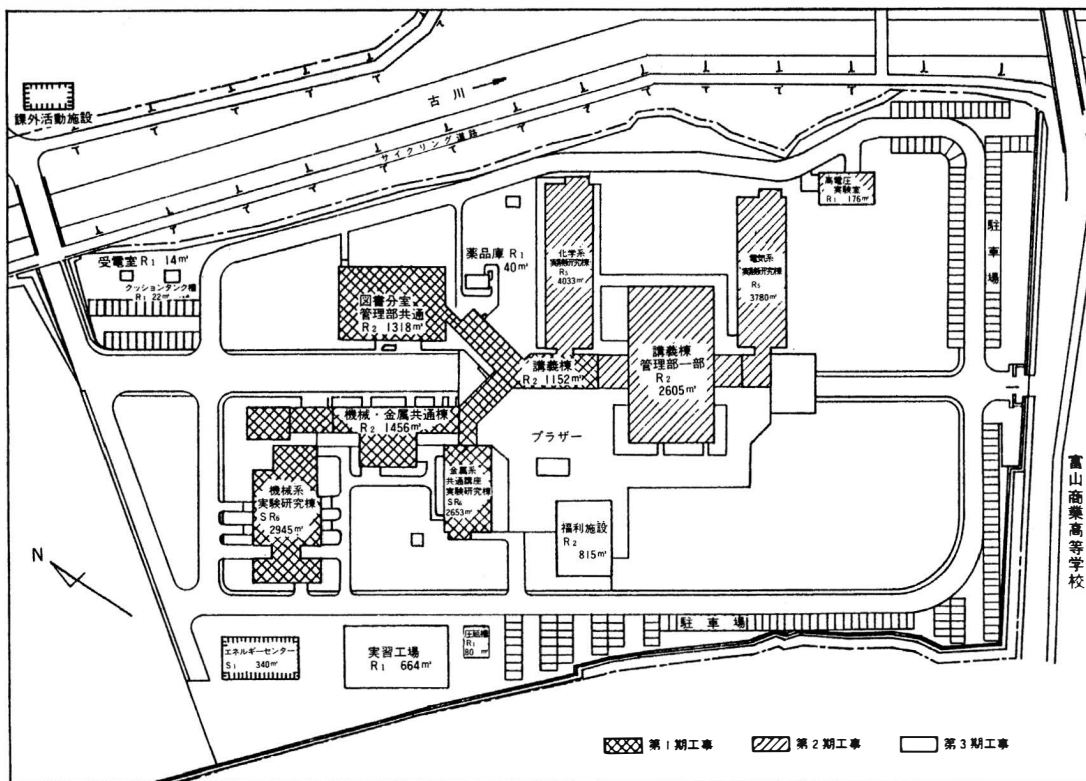 課外活動施設
古川
サイクリング道路
高電圧
実験室
R₁ 176㎡
駐車場
受電室 R₁ 14㎡
クッションタンク棚
R₁ 22㎡
薬品庫 R₁
40㎡
化学系
実験研究棟
R₅
4033㎡
電気系
実験研究棟
R₅
3780㎡
図書分室
管理部共通
R₂ 1318㎡
講義棟
R₂ 1152㎡
講義棟
管理部一部
R₂
2605㎡
機械・金属共通棟
R₂ 1456㎡
プラザー
機械系
実験研究棟
SR₆
2945㎡
金属系
共通講座
実験研究棟
SR₆
2653㎡
福利施設
R₂
815㎡
富山商業高等学校
N
エネルギーセンター
S₁ 340㎡
実習工場
R₁ 664㎡
R₁
80㎡
駐車場
第1期工事
第2期工事
第3期工事